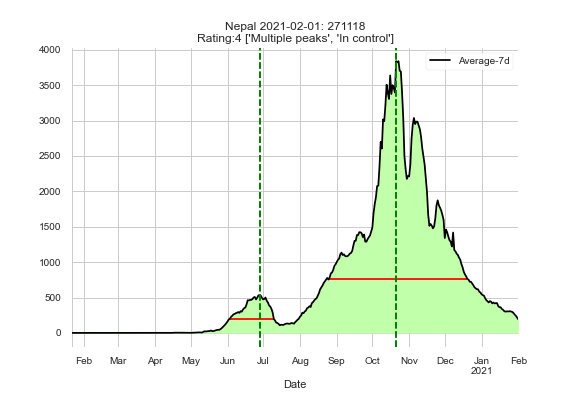 Nepal 2021-02-01: 271118
Rating:4 ['Multiple peaks', 'In control']
Average-7d
4000
3500
3000
2500
2000
1500
1000
500
0
Feb Mar Apr May Jun Jul Aug Sep Oct Nov Dec Jan Feb
2021
Date